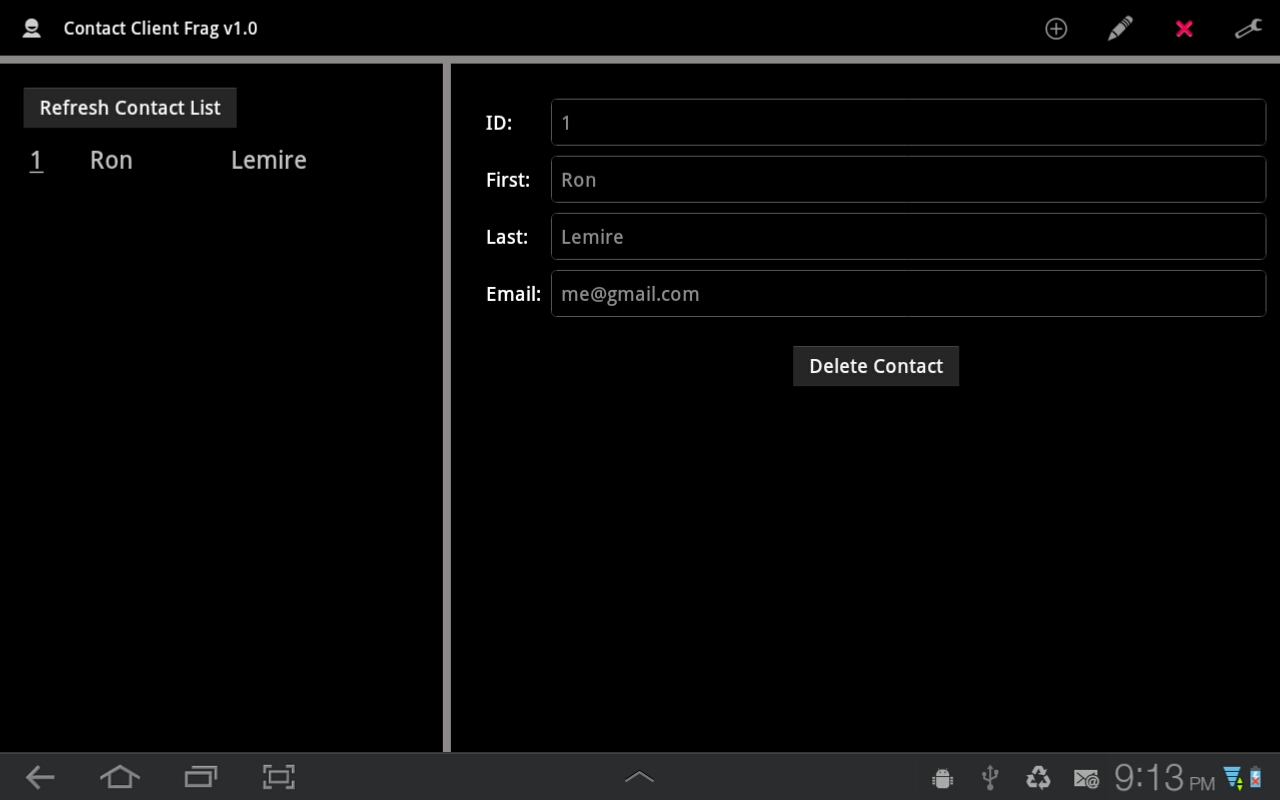 Contact Client Frag v1.0
Refresh Contact List
1 Ron Lemire
ID: 1
First: Ron
Last: Lemire
Email: me@gmail.com
Delete Contact
9:13 PM